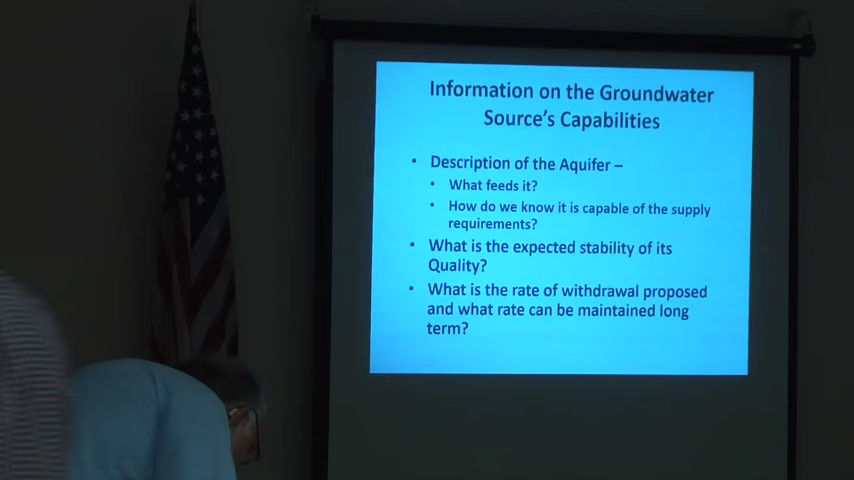 Information on the Groundwater
Source's Capabilities
• Description of the Aquifer –
• What feeds it?
• How do we know it is capable of the supply
requirements?
• What is the expected stability of its
Quality?
• What is the rate of withdrawal proposed
and what rate can be maintained long
term?